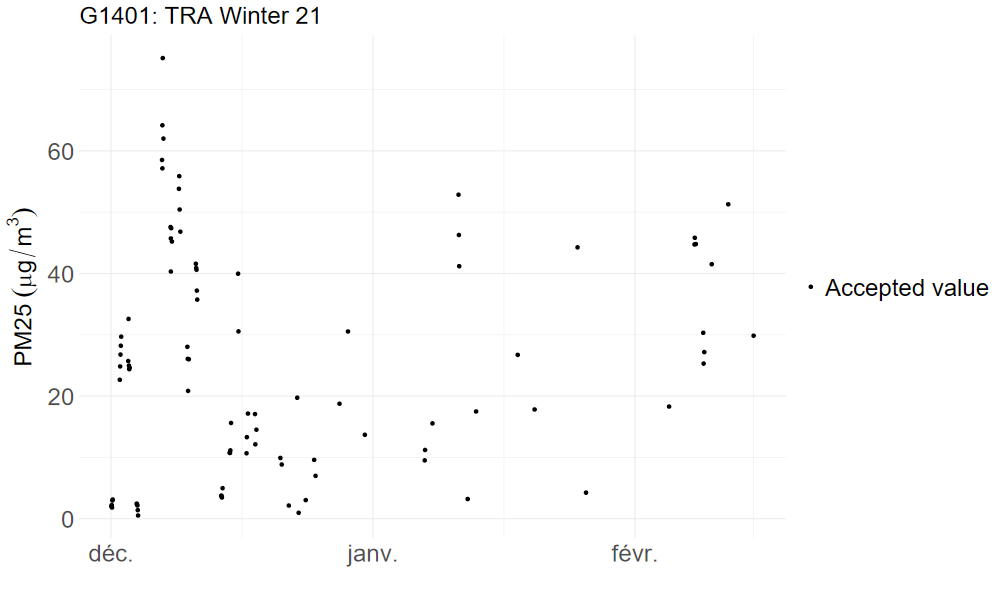 G1401: TRA Winter 21
PM25 (μg/m³)
60
40
20
0
déc.
janv.
févr.
Accepted value